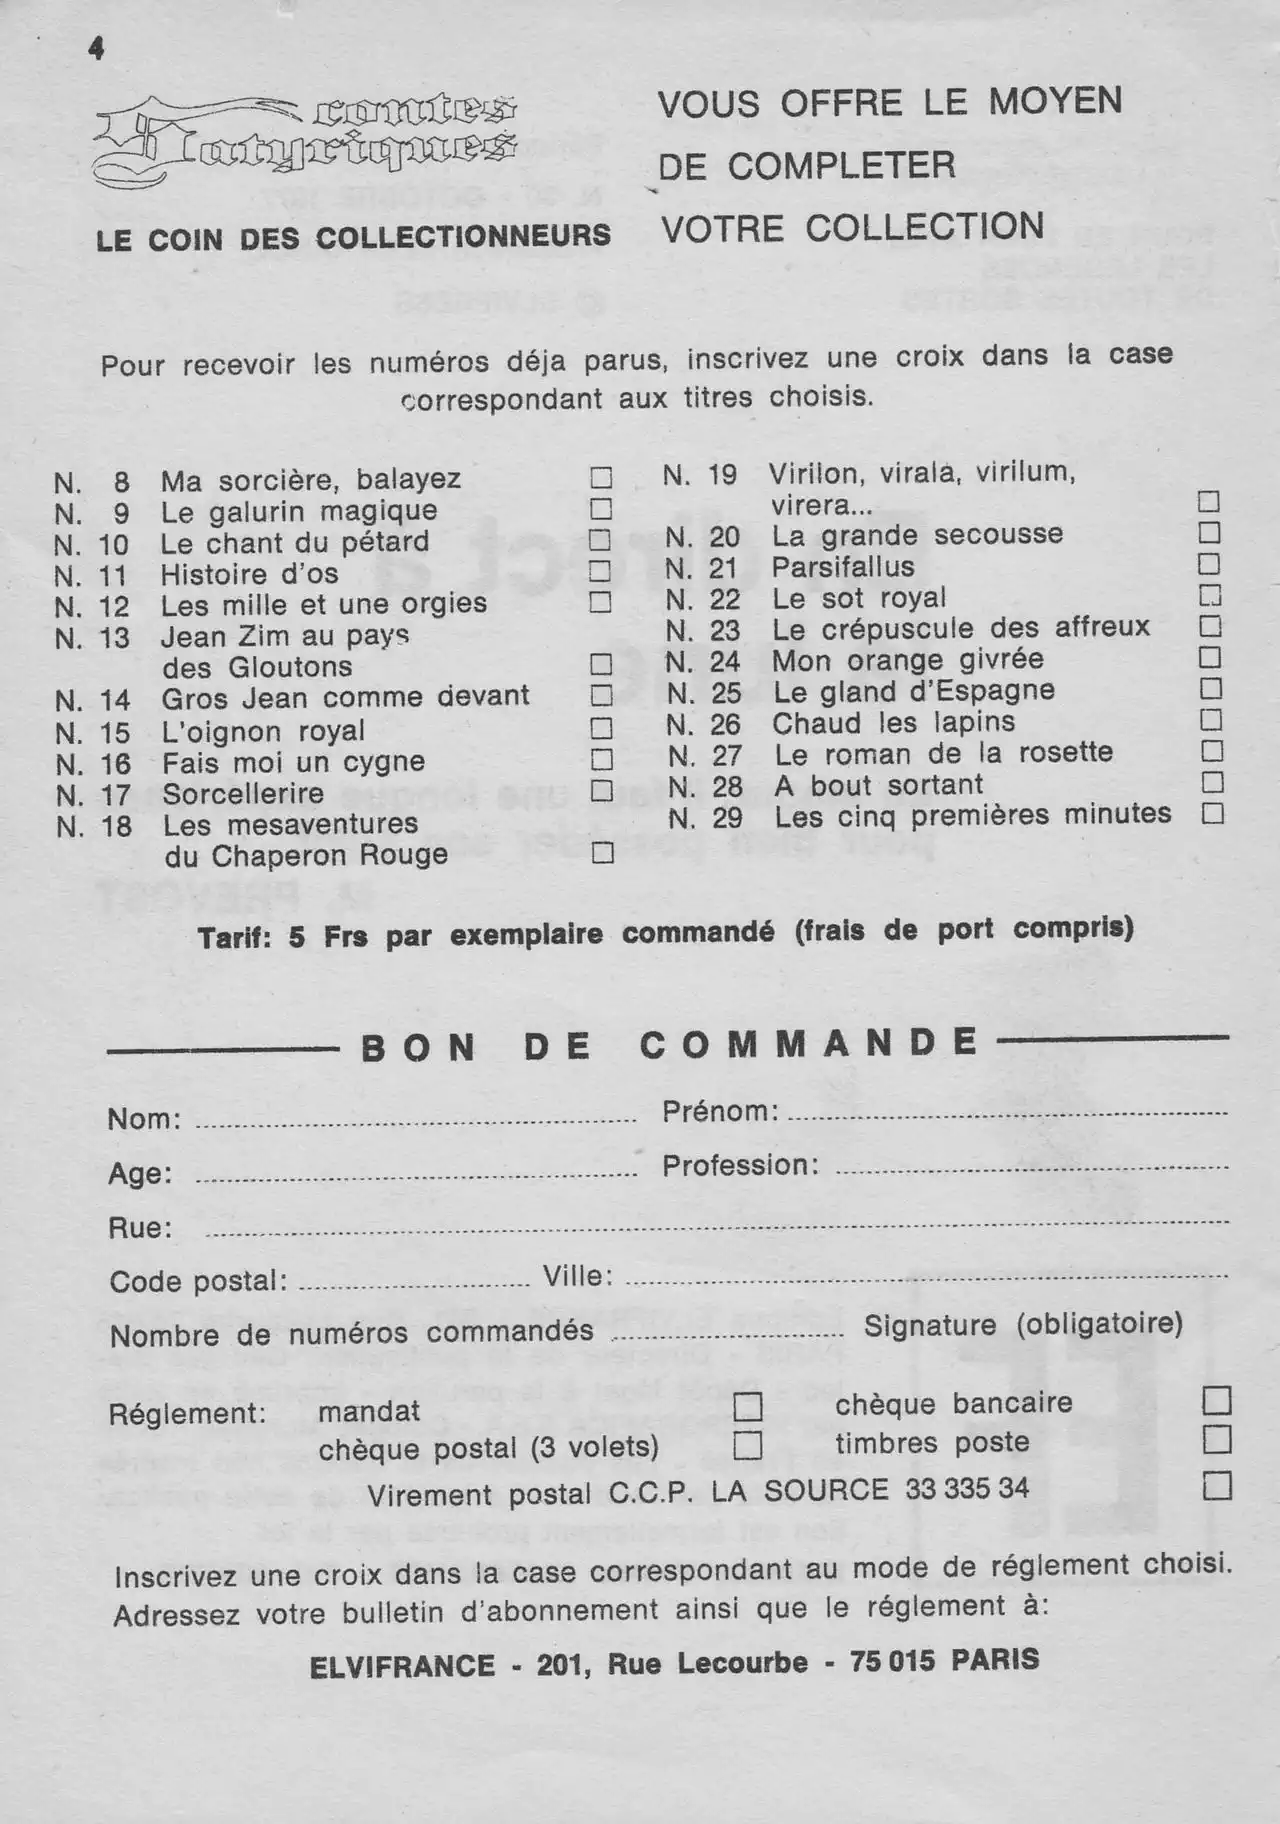 4
contes
Satyriques
LE COIN DES COLLECTIONNEURS
VOUS OFFRE LE MOYEN
DE COMPLETER
VOTRE COLLECTION
Pour recevoir les numéros déja parus, inscrivez une croix dans la case
correspondant aux titres choisis.
N. 8 Ma sorcière, balayez
N. 9 Le galurin magique
N. 10 Le chant du pétard
N. 11 Histoire d'os
N. 12 Les mille et une orgies
N. 13 Jean Zim au pays
des Gloutons
N. 14 Gros Jean comme devant
N. 15 L'oignon royal
N. 16 Fais moi un cygne
N. 17 Sorcellerire
N. 18 Les mesaventures
du Chaperon Rouge
N. 19 Virilon, virala, virilum,
virera...
N. 20 La grande secousse
N. 21 Parsifallus
N. 22 Le sot royal
N. 23 Le crépuscule des affreux
N. 24 Mon orange givrée
N. 25 Le gland d'Espagne
N. 26 Chaud les lapins
N. 27 Le roman de la rosette
N. 28 A bout sortant
N. 29 Les cinq premières minutes
Tarif: 5 Frs par exemplaire commandé (frais de port compris)
BON DE COMMANDE
Nom: Prénom:
Age: Profession:
Rue:
Code postal: Ville:
Nombre de numéros commandés Signature (obligatoire)
Réglement: mandat chèque bancaire
chèque postal (3 volets) timbres poste
Virement postal C.C.P. LA SOURCE 33 335 34
Inscrivez une croix dans la case correspondant au mode de réglement choisi.
Adressez votre bulletin d'abonnement ainsi que le réglement à:
ELVIFRANCE - 201, Rue Lecourbe - 75 015 PARIS